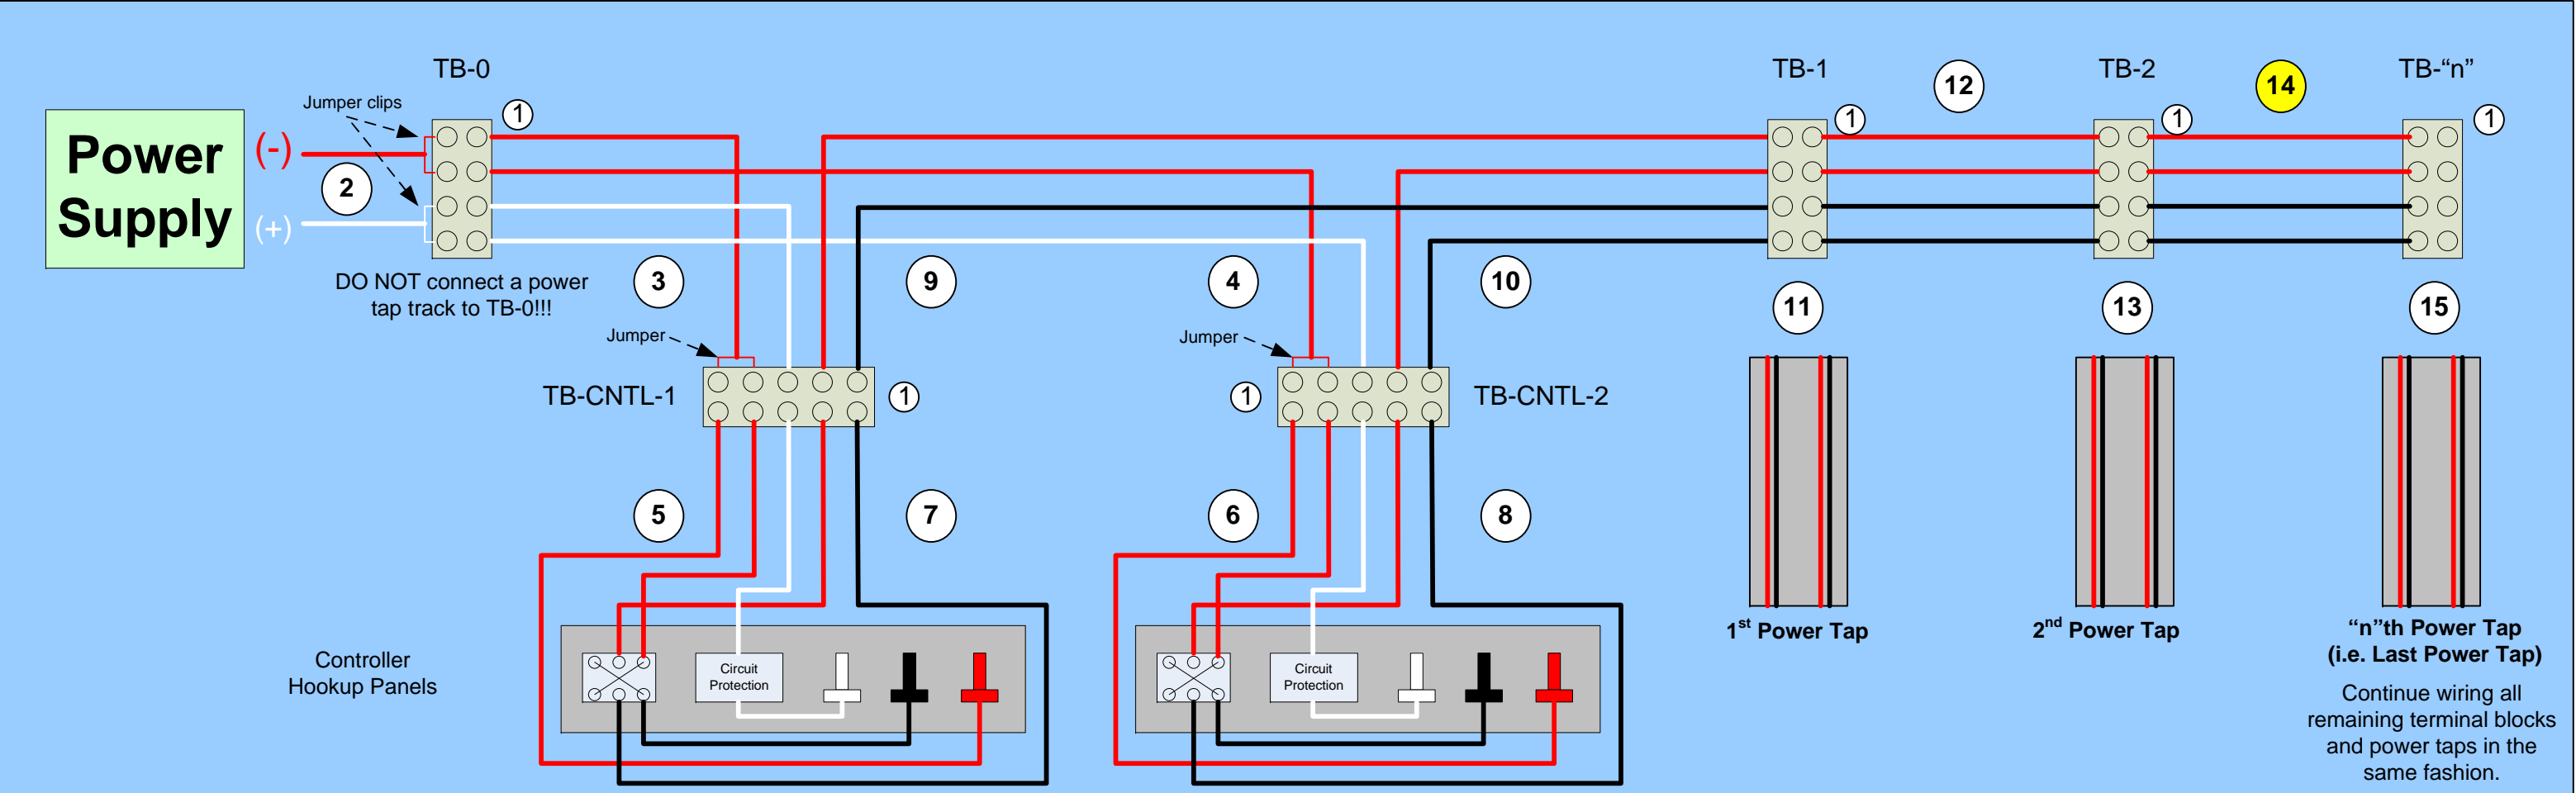 TB-0
TB-1
12
TB-2
14
TB-“n”
Jumper clips
1
1
1
1
Power
Supply
(-)
2
(+)
DO NOT connect a power
tap track to TB-0!!!
3
9
4
10
11
13
15
Jumper
Jumper
TB-CNTL-1
1
1
TB-CNTL-2
5
7
6
8
1st Power Tap
2nd Power Tap
“n”th Power Tap
(i.e. Last Power Tap)
Controller
Hookup Panels
Circuit
Protection
Circuit
Protection
Continue wiring all
remaining terminal blocks
and power taps in the
same fashion.